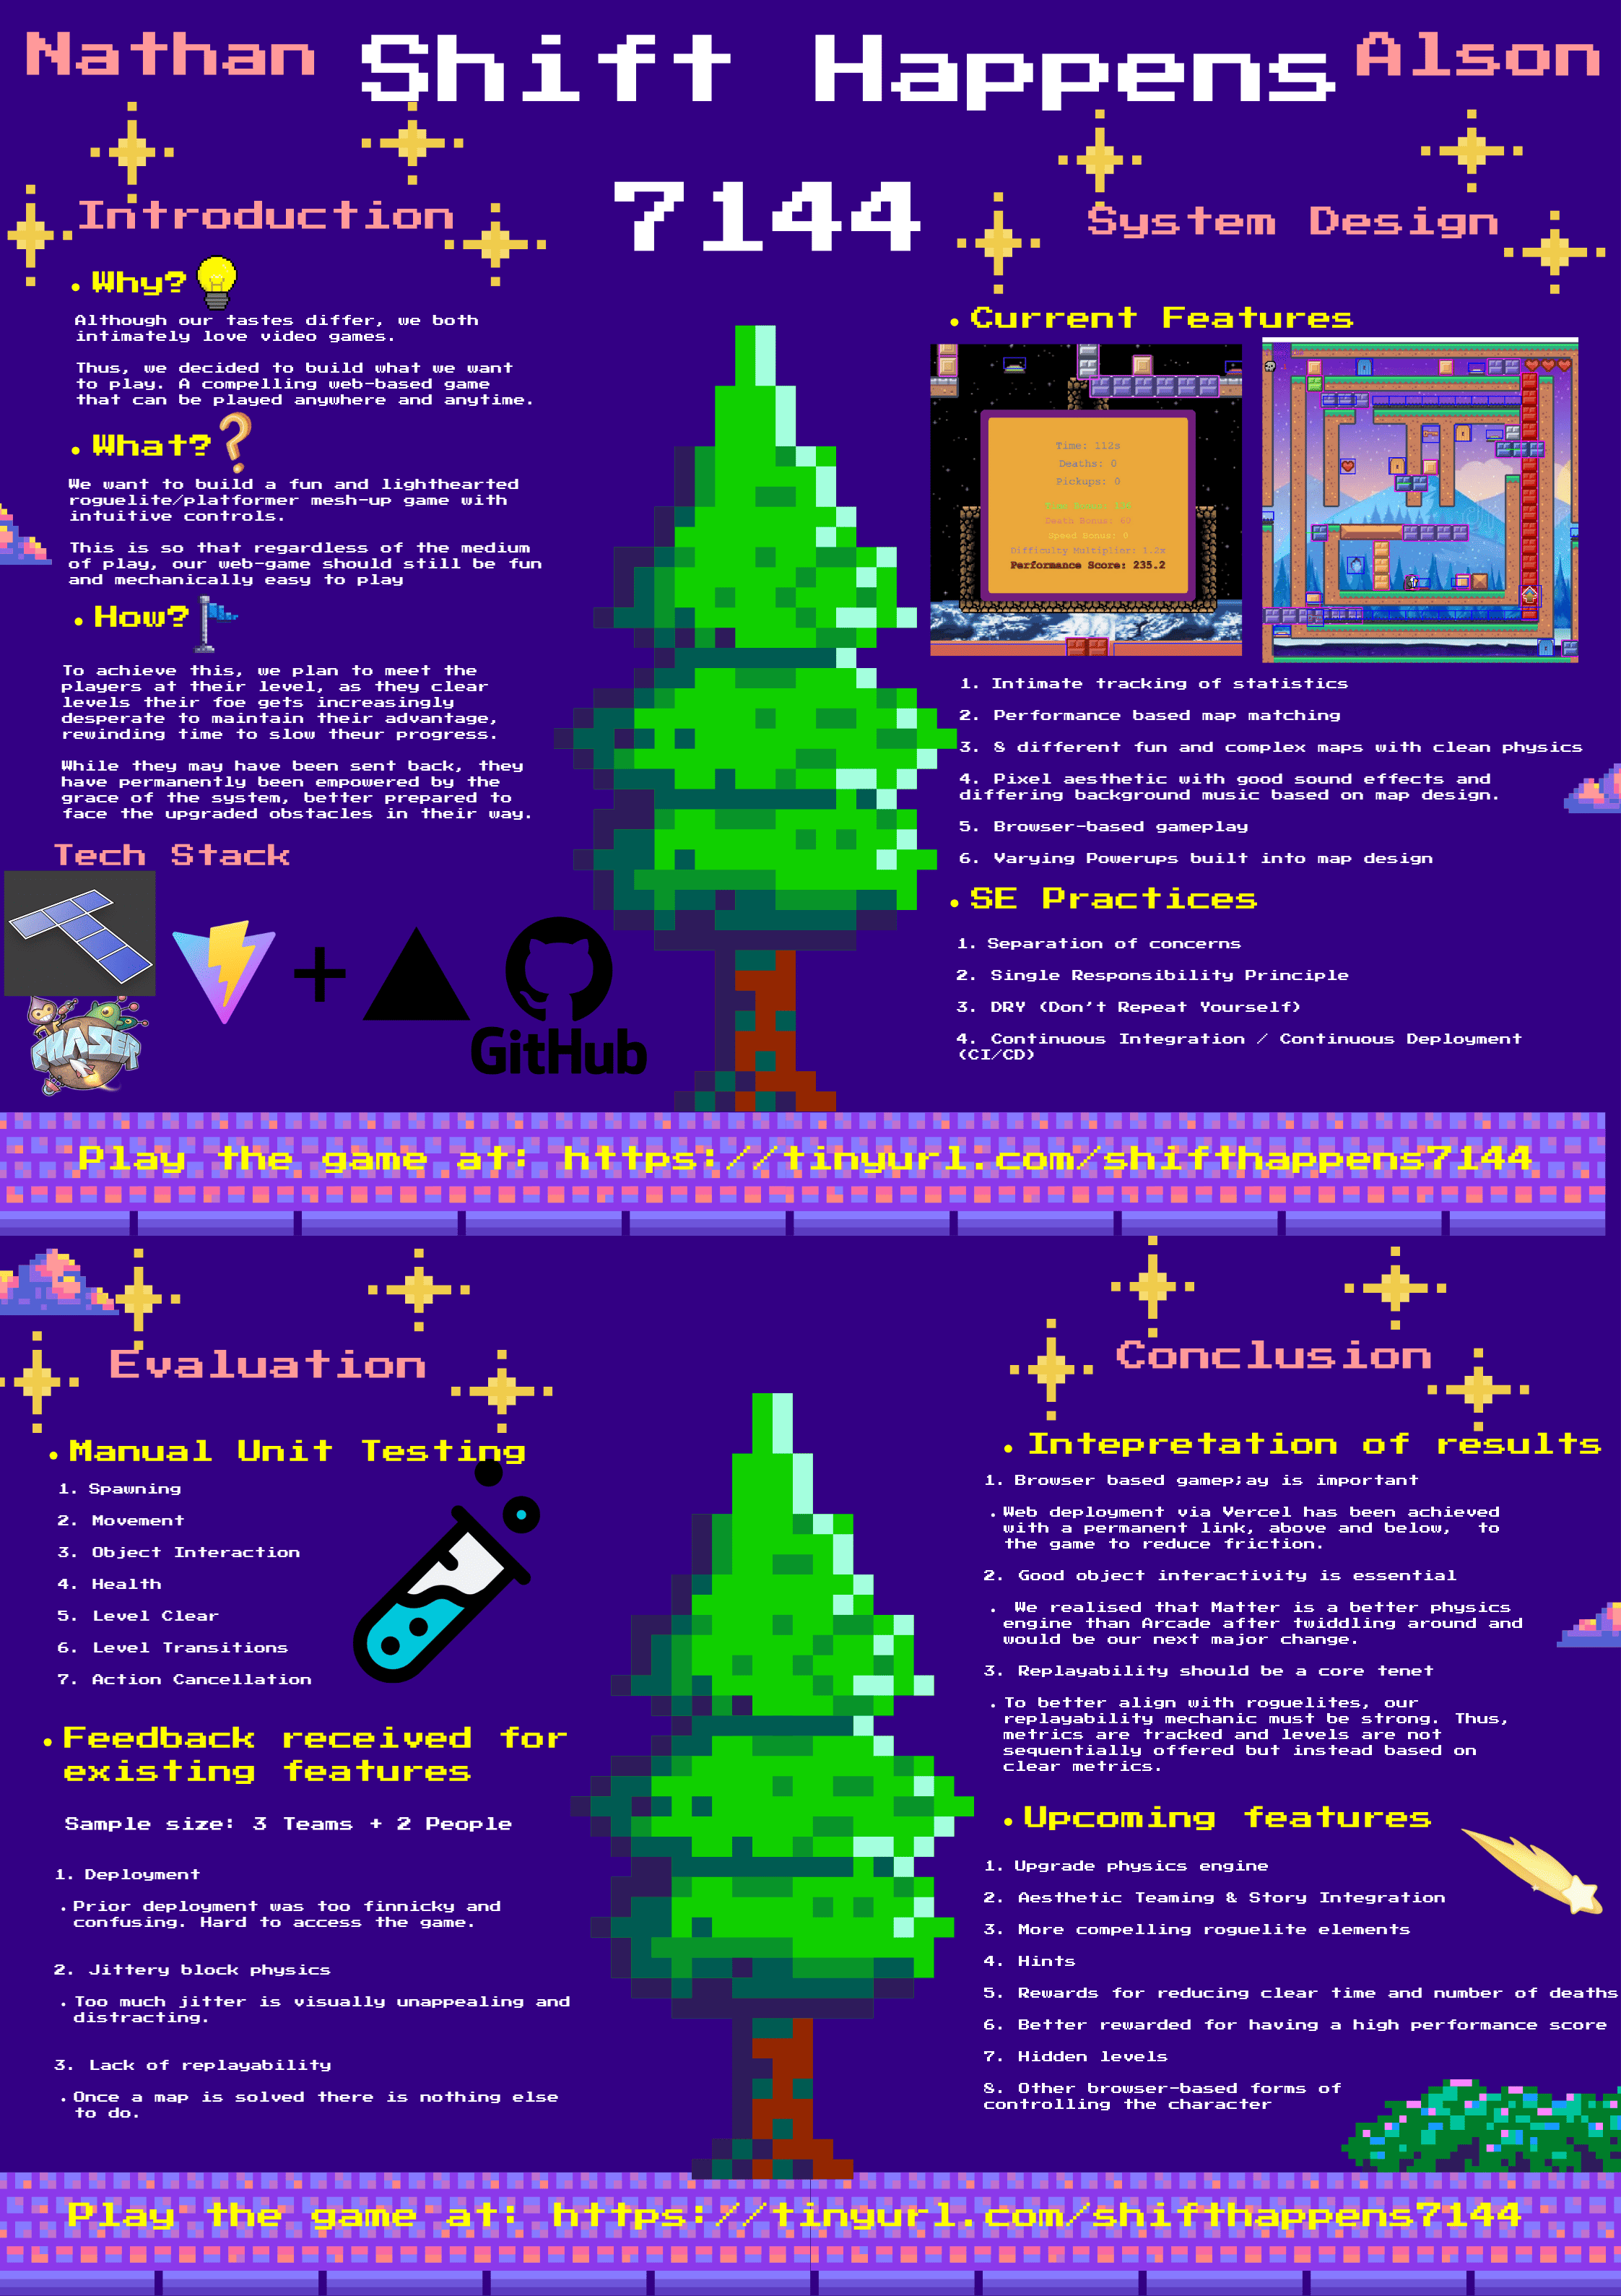 Nathan
Shift Happens
Alson
7144
Introduction
• Why?
Although our tastes differ, we both
intimately love video games.
Thus, we decided to build what we want
to play. A compelling web-based game
that can be played anywhere and anytime.
• What?
We want to build a fun and lighthearted
roguelite/platformer mesh-up game with
intuitive controls.
This is so that regardless of the medium
of play, our web-game should still be fun
and mechanically easy to play
• How?
To achieve this, we plan to meet the
players at their level, as they clear
levels their foe gets increasingly
desperate to maintain their advantage,
rewinding time to slow theur progress.
While they may have been sent back, they
have permanently been empowered by the
grace of the system, better prepared to
face the upgraded obstacles in their way.
Tech Stack
PHASER
+
GitHub
System Design
• Current Features
Time: 112s
Deaths: 0
Pickups: 0
Death Bonus: 60
Speed Bonus: 0
Difficulty Multiplier: 1.2x
Performance Score: 235.2
1. Intimate tracking of statistics
2. Performance based map matching
3. 8 different fun and complex maps with clean physics
4. Pixel aesthetic with good sound effects and
differing background music based on map design.
5. Browser-based gameplay
6. Varying Powerups built into map design
• SE Practices
1. Separation of concerns
2. Single Responsibility Principle
3. DRY (Don't Repeat Yourself)
4. Continuous Integration / Continuous Deployment
(CI/CD)
Play the game at: https://tinyurl.com/shifthappens7144
Evaluation
• Manual Unit Testing
1. Spawning
2. Movement
3. Object Interaction
4. Health
5. Level Clear
6. Level Transitions
7. Action Cancellation
• Feedback received for
existing features
Sample size: 3 Teams + 2 People
1. Deployment
• Prior deployment was too finnicky and
confusing. Hard to access the game.
2. Jittery block physics
• Too much jitter is visually unappealing and
distracting.
3. Lack of replayability
• Once a map is solved there is nothing else
to do.
Conclusion
• Intepretation of results
1. Browser based gamep;ay is important
• Web deployment via Vercel has been achieved
with a permanent link, above and below, to
the game to reduce friction.
2. Good object interactivity is essential
• We realised that Matter is a better physics
engine than Arcade after twiddling around and
would be our next major change.
3. Replayability should be a core tenet
• To better align with roguelites, our
replayability mechanic must be strong. Thus,
metrics are tracked and levels are not
sequentially offered but instead based on
clear metrics.
• Upcoming features
1. Upgrade physics engine
2. Aesthetic Teaming & Story Integration
3. More compelling roguelite elements
4. Hints
5. Rewards for reducing clear time and number of deaths
6. Better rewarded for having a high performance score
7. Hidden levels
8. Other browser-based forms of
controlling the character
Play the game at: https://tinyurl.com/shifthappens7144